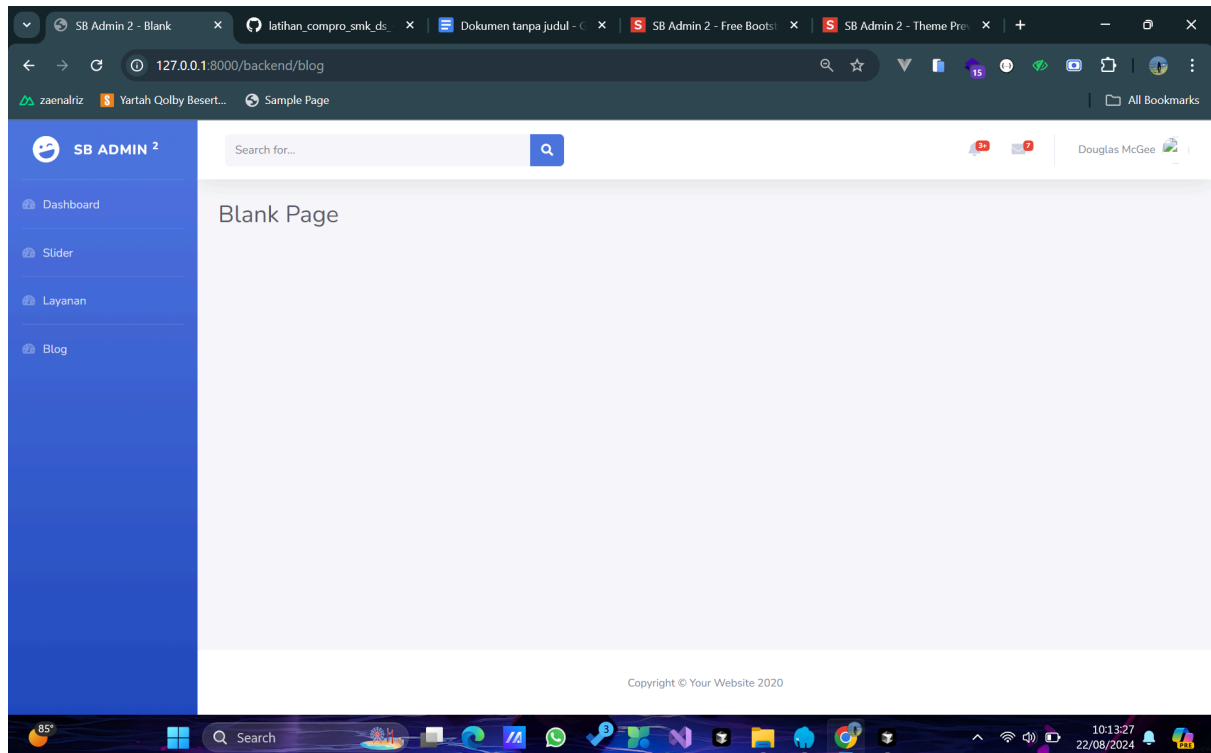 SB Admin 2 - Blank
latihan_compro_smk_ds_
Dokumen tanpa judul - G
SB Admin 2 - Free Bootst
SB Admin 2 - Theme Prev
127.0.0.1:8000/backend/blog
15
zaenalriz
Yartah Qolby Besert...
Sample Page
All Bookmarks
SB ADMIN 2
Search for...
3+
7
Douglas McGee
Dashboard
Blank Page
Slider
Layanan
Blog
Copyright © Your Website 2020
85°
Search
3
10:13:27
22/08/2024
PRE